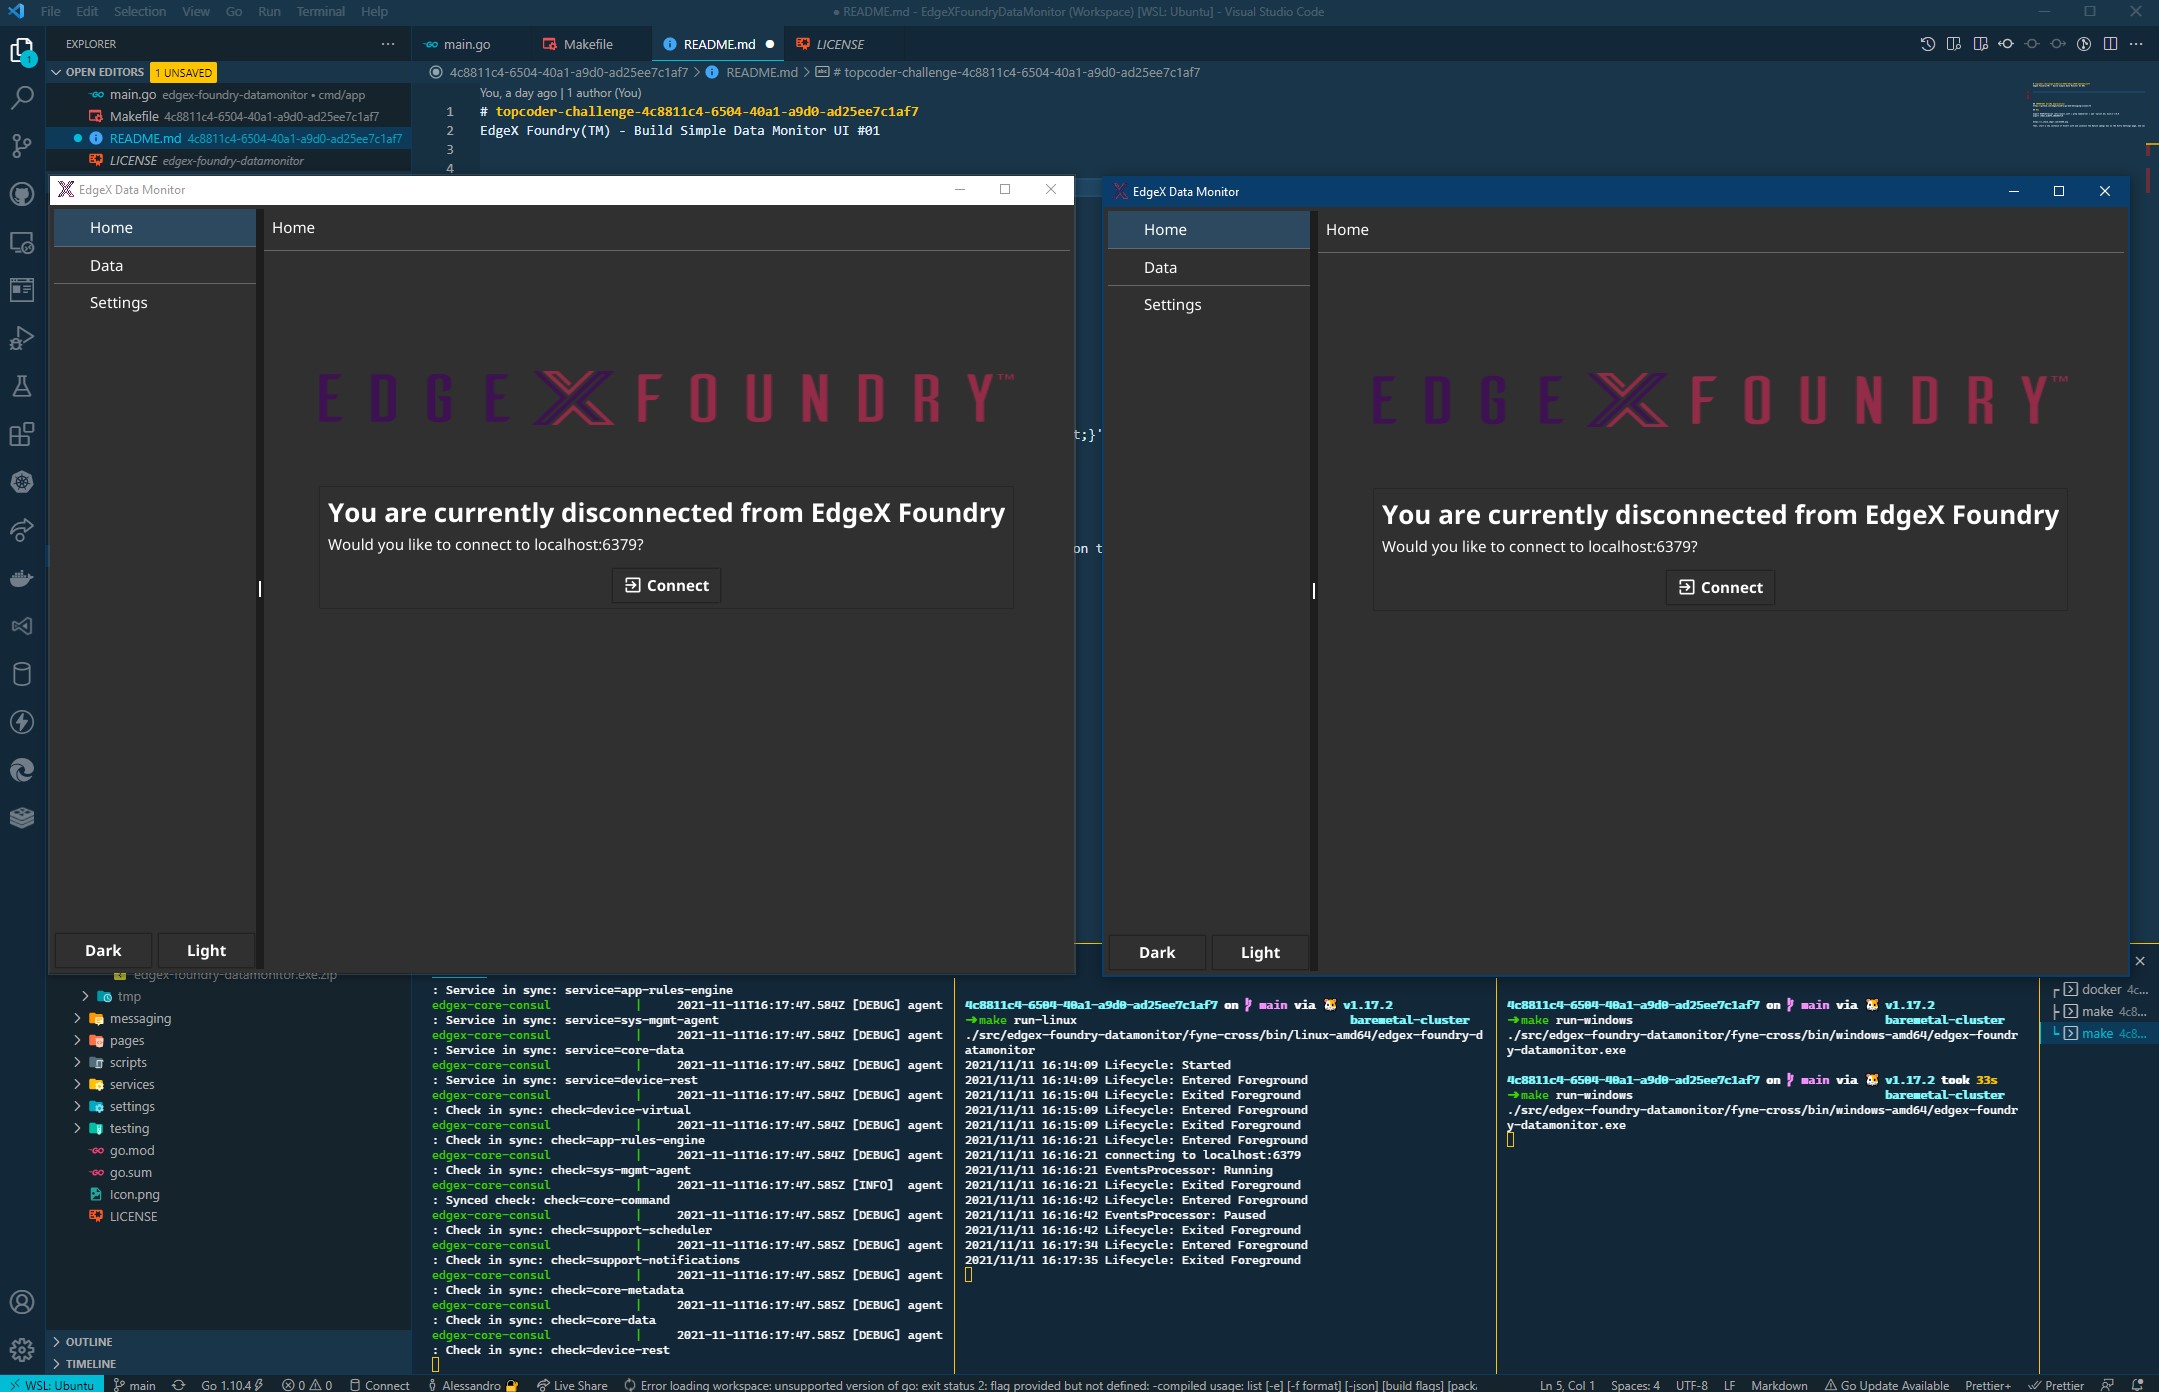 File Edit Selection View Go Run Terminal Help
● README.md - EdgeXFoundryDataMonitor (Workspace) [WSL: Ubuntu] - Visual Studio Code
EXPLORER
OPEN EDITORS 1 UNSAVED
main.go edgex-foundry-datamonitor • cmd/app
Makefile 4c8811c4-6504-40a1-a9d0-ad25ee7c1af7
README.md 4c8811c4-6504-40a1-a9d0-ad25ee7c1af7
LICENSE edgex-foundry-datamonitor
main.go Makefile README.md LICENSE
4c8811c4-6504-40a1-a9d0-ad25ee7c1af7 > README.md > # topcoder-challenge-4c8811c4-6504-40a1-a9d0-ad25ee7c1af7
You, a day ago | 1 author (You)
1 # topcoder-challenge-4c8811c4-6504-40a1-a9d0-ad25ee7c1af7
2 EdgeX Foundry(TM) - Build Simple Data Monitor UI #01
3
4
EdgeX Data Monitor
Home
Data
Settings
Home
EDGEXFOUNDRY™
You are currently disconnected from EdgeX Foundry
Would you like to connect to localhost:6379?
Connect
Dark Light
t;}'
on t
EdgeX Data Monitor
Home
Data
Settings
Home
EDGEXFOUNDRY™
You are currently disconnected from EdgeX Foundry
Would you like to connect to localhost:6379?
Connect
Dark Light
edgex-foundry-datamonitor.exe.zip
tmp
messaging
pages
scripts
services
settings
testing
go.mod
go.sum
Icon.png
LICENSE
OUTLINE
TIMELINE
: Service in sync: service=app-rules-engine
edgex-core-consul | 2021-11-11T16:17:47.584Z [DEBUG] agent
: Service in sync: service=sys-mgmt-agent
edgex-core-consul | 2021-11-11T16:17:47.584Z [DEBUG] agent
: Service in sync: service=core-data
edgex-core-consul | 2021-11-11T16:17:47.584Z [DEBUG] agent
: Service in sync: service=device-rest
edgex-core-consul | 2021-11-11T16:17:47.584Z [DEBUG] agent
: Check in sync: check=device-virtual
edgex-core-consul | 2021-11-11T16:17:47.584Z [DEBUG] agent
: Check in sync: check=app-rules-engine
edgex-core-consul | 2021-11-11T16:17:47.584Z [DEBUG] agent
: Check in sync: check=sys-mgmt-agent
edgex-core-consul | 2021-11-11T16:17:47.585Z [INFO] agent
: Synced check: check=core-command
edgex-core-consul | 2021-11-11T16:17:47.585Z [DEBUG] agent
: Check in sync: check=support-scheduler
edgex-core-consul | 2021-11-11T16:17:47.585Z [DEBUG] agent
: Check in sync: check=support-notifications
edgex-core-consul | 2021-11-11T16:17:47.585Z [DEBUG] agent
: Check in sync: check=core-metadata
edgex-core-consul | 2021-11-11T16:17:47.585Z [DEBUG] agent
: Check in sync: check=core-data
edgex-core-consul | 2021-11-11T16:17:47.585Z [DEBUG] agent
: Check in sync: check=device-rest
4c8811c4-6504-40a1-a9d0-ad25ee7c1af7 on main via 🐹 v1.17.2
➜make run-linux baremetal-cluster
./src/edgex-foundry-datamonitor/fyne-cross/bin/linux-amd64/edgex-foundry-d
atamonitor
2021/11/11 16:14:09 Lifecycle: Started
2021/11/11 16:14:09 Lifecycle: Entered Foreground
2021/11/11 16:15:04 Lifecycle: Exited Foreground
2021/11/11 16:15:09 Lifecycle: Entered Foreground
2021/11/11 16:15:09 Lifecycle: Exited Foreground
2021/11/11 16:16:21 Lifecycle: Entered Foreground
2021/11/11 16:16:21 connecting to localhost:6379
2021/11/11 16:16:21 EventsProcessor: Running
2021/11/11 16:16:21 Lifecycle: Exited Foreground
2021/11/11 16:16:42 Lifecycle: Entered Foreground
2021/11/11 16:16:42 EventsProcessor: Paused
2021/11/11 16:16:42 Lifecycle: Exited Foreground
2021/11/11 16:17:34 Lifecycle: Entered Foreground
2021/11/11 16:17:35 Lifecycle: Exited Foreground
4c8811c4-6504-40a1-a9d0-ad25ee7c1af7 on main via 🐹 v1.17.2
➜make run-windows baremetal-cluster
./src/edgex-foundry-datamonitor/fyne-cross/bin/windows-amd64/edgex-foundr
y-datamonitor.exe
4c8811c4-6504-40a1-a9d0-ad25ee7c1af7 on main via 🐹 v1.17.2 took 33s
➜make run-windows baremetal-cluster
./src/edgex-foundry-datamonitor/fyne-cross/bin/windows-amd64/edgex-foundr
y-datamonitor.exe
docker 4c...
make 4c8...
make 4c8...
WSL: Ubuntu main Go 1.10.4 0 0 Connect Alessandro Live Share Error loading workspace: unsupported version of go: exit status 2: flag provided but not defined: -compiled usage: list [-e] [-f format] [-json] [build flags] [pack Ln 5, Col 1 Spaces: 4 UTF-8 LF Markdown Go Update Available Prettier+ Prettier